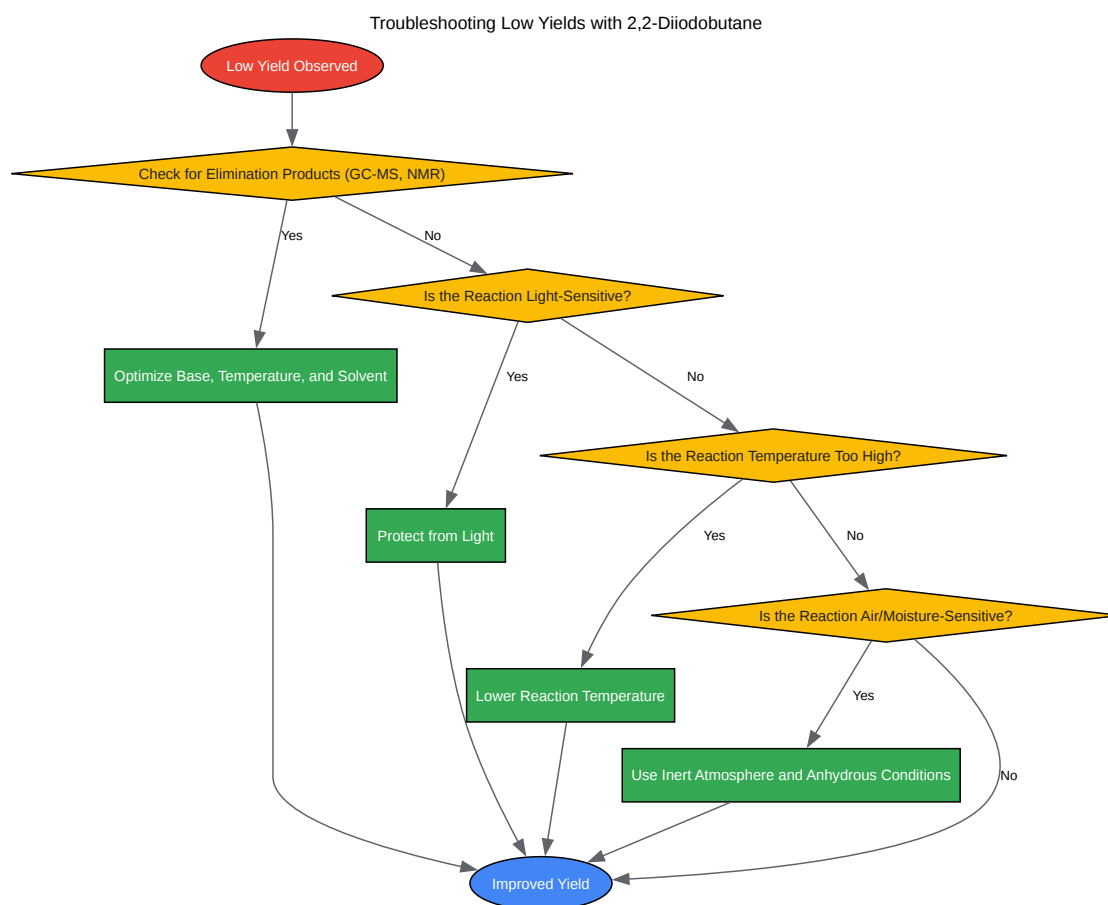 Troubleshooting Low Yields with 2,2-Diiodobutane
Low Yield Observed
Check for Elimination Products (GC-MS, NMR)
Yes
No
Is the Reaction Light-Sensitive?
Optimize Base, Temperature, and Solvent
Yes
No
Is the Reaction Temperature Too High?
Protect from Light
Yes
No
Is the Reaction Air/Moisture-Sensitive?
Lower Reaction Temperature
Yes
Use Inert Atmosphere and Anhydrous Conditions
No
Improved Yield